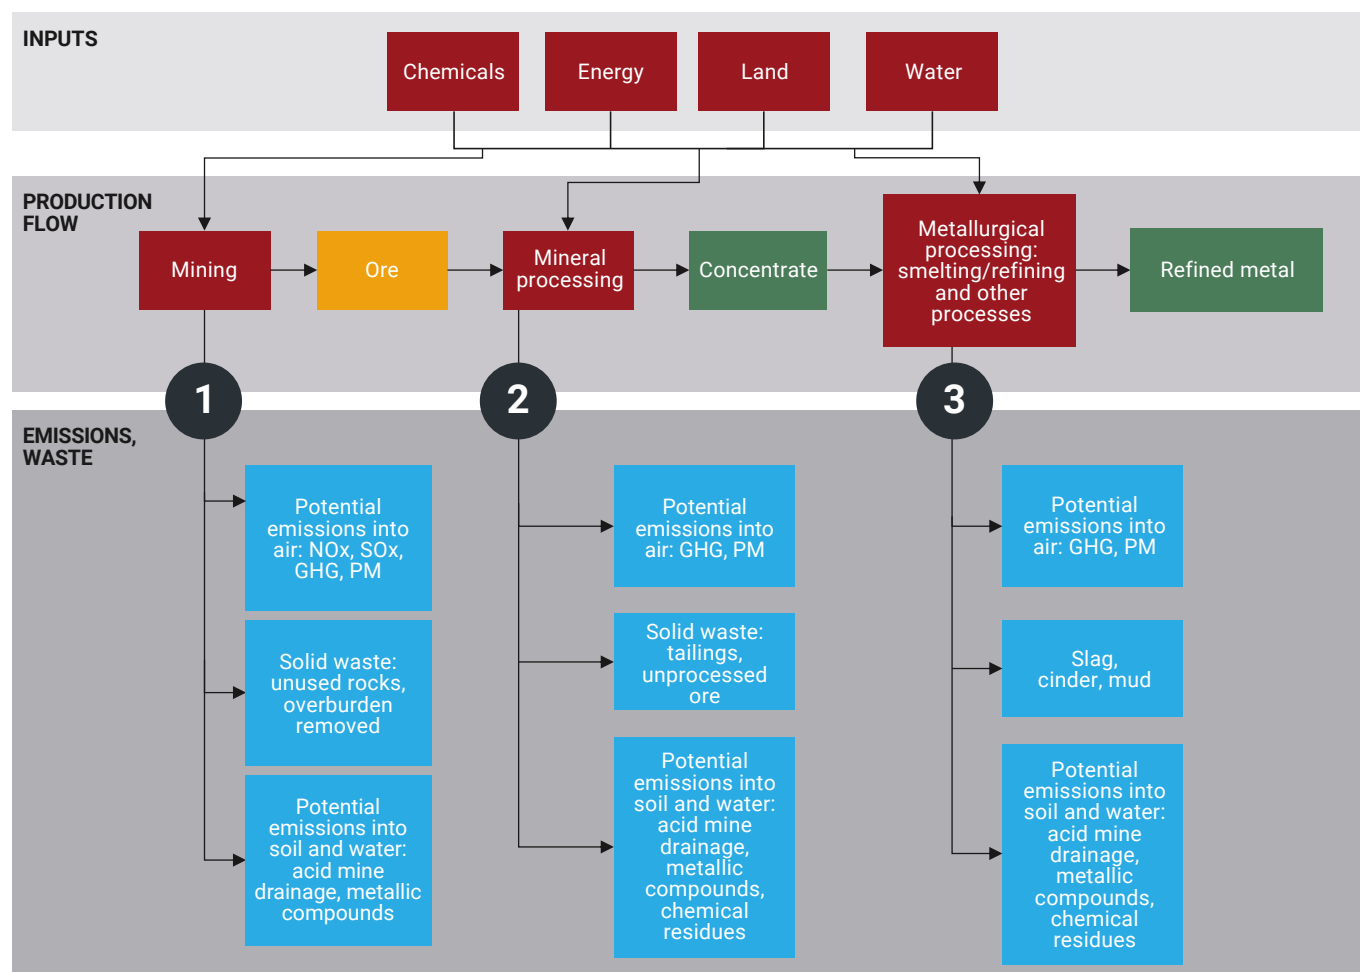 INPUTS
Chemicals
Energy
Land
Water
PRODUCTION
FLOW
Mining
Ore
Mineral
processing
Concentrate
Metallurgical
processing:
smelting/refining
and other
processes
Refined metal
1
2
3
EMISSIONS,
WASTE
Potential
emissions into
air: NOx, SOx,
GHG, PM
Solid waste:
unused rocks,
overburden
removed
Potential
emissions into
soil and water:
acid mine
drainage, metallic
compounds
Potential
emissions into
air: GHG, PM
Solid waste:
tailings,
unprocessed
ore
Potential
emissions into
soil and water:
acid mine
drainage,
metallic
compounds,
chemical
residues
Potential
emissions into
air: GHG, PM
Slag,
cinder, mud
Potential
emissions into
soil and water:
acid mine
drainage,
metallic
compounds,
chemical
residues